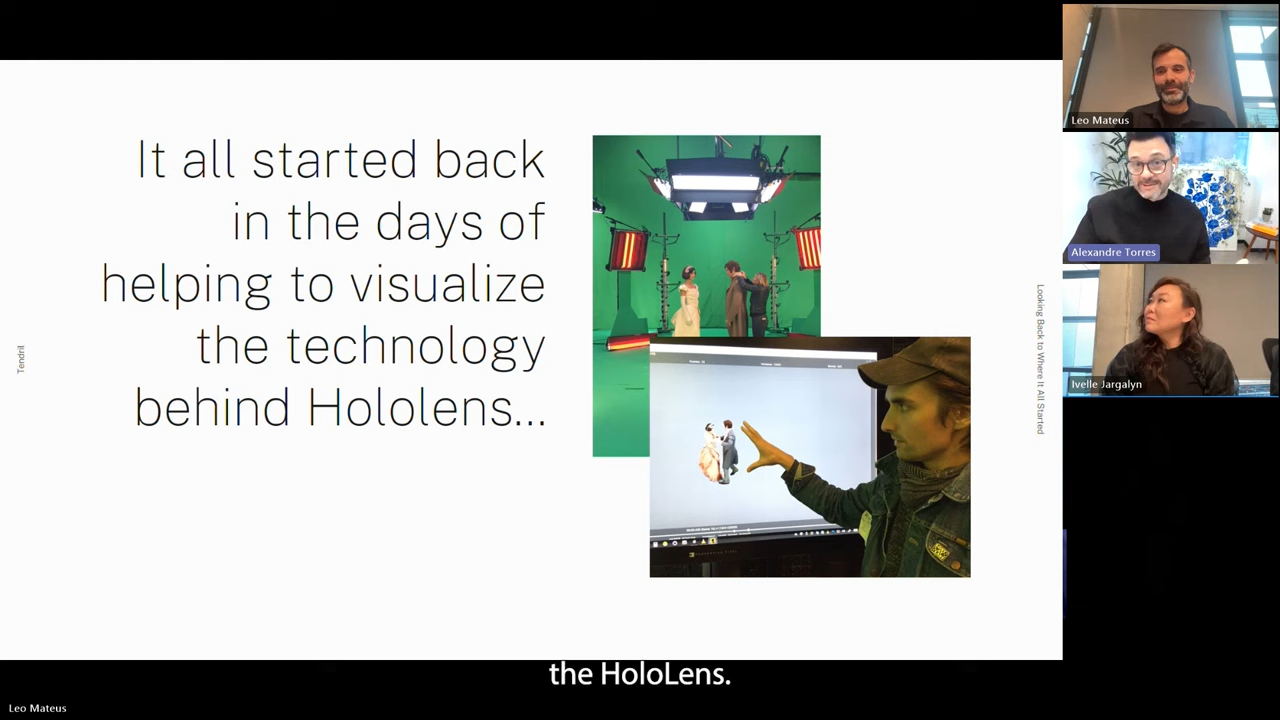 It all started back
in the days of
helping to visualize
the technology
behind Hololens...
Tendril
Looking Back to Where It All Started
Leo Mateus
Alexandre Torres
Ivelle Jargalyn
the HoloLens.
Leo Mateus